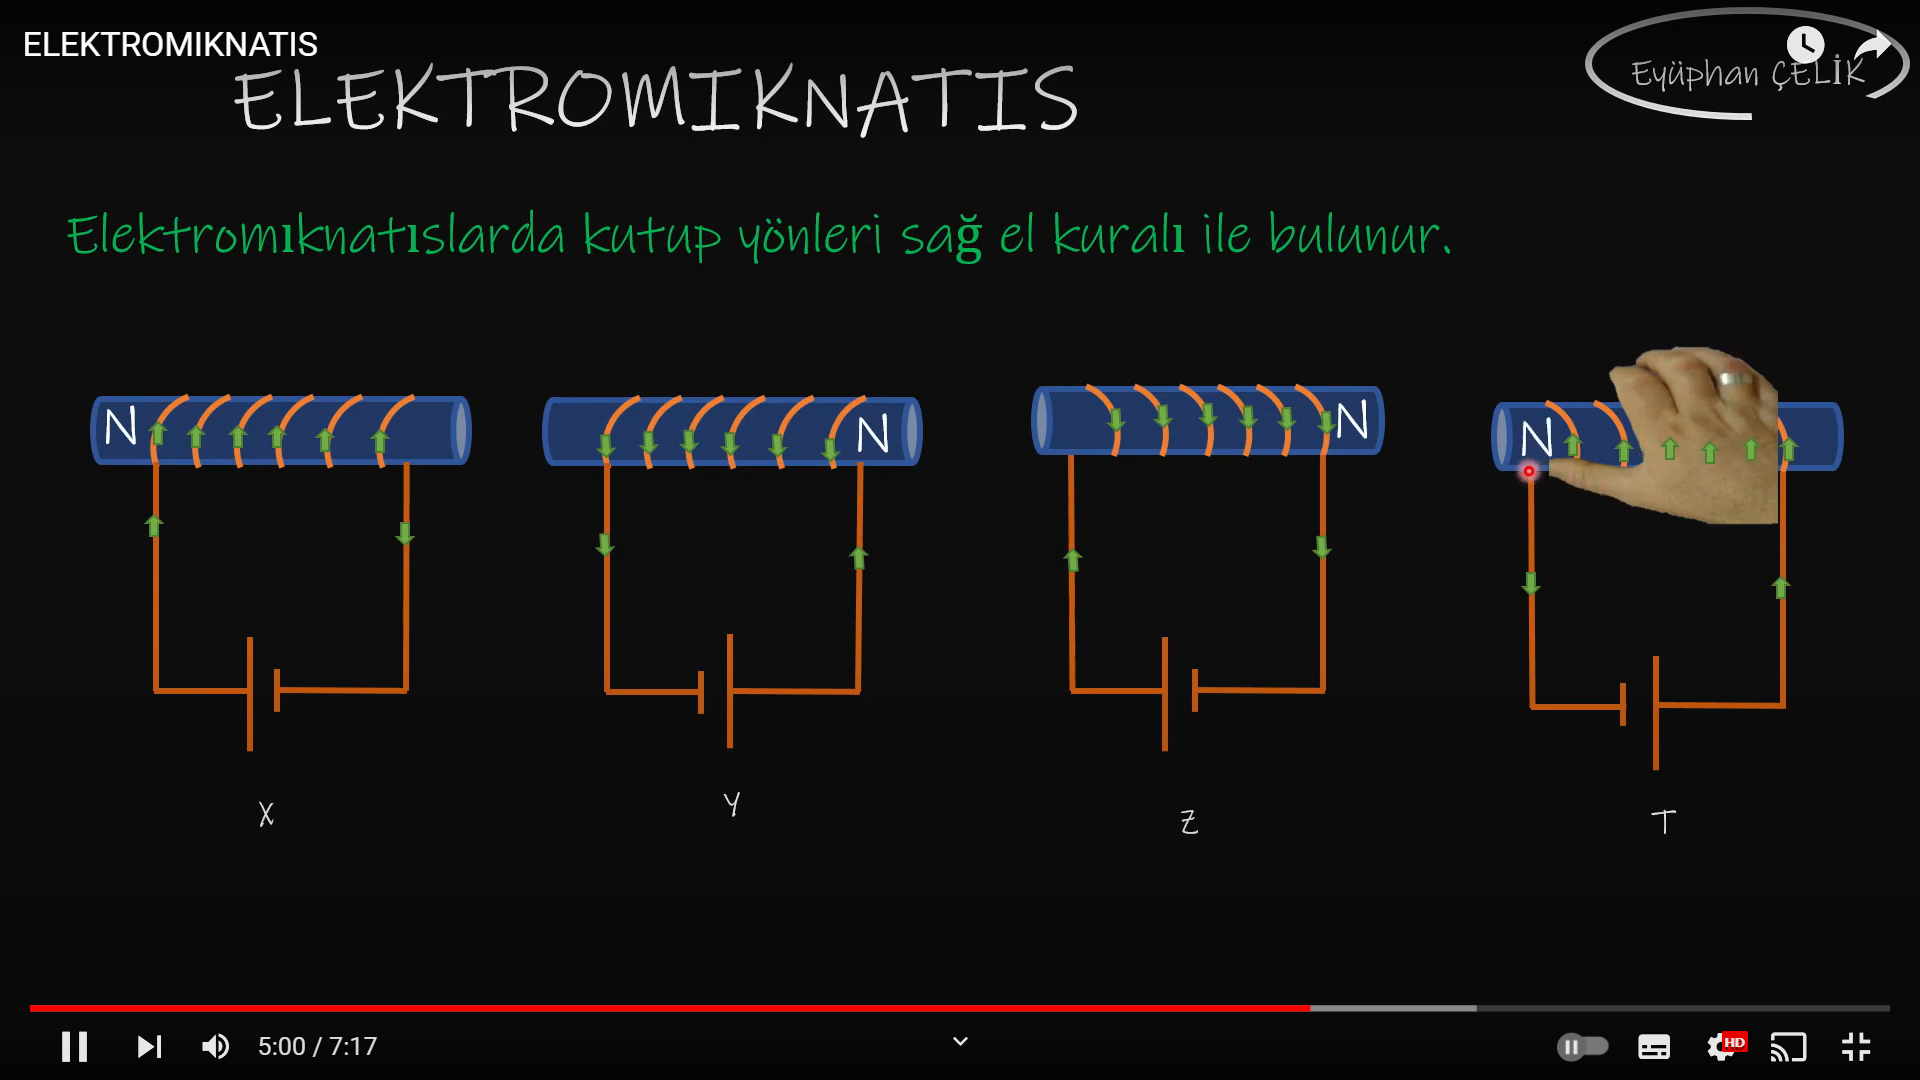 ELEKTROMIKNATIS
Eyüphan ÇELİK
ELEKTROMIKNATIS
Elektromıknatıslarda kutup yönleri sağ el kuralı ile bulunur.
N
N
N
N
X
Y
Z
T
5:00 / 7:17
HD